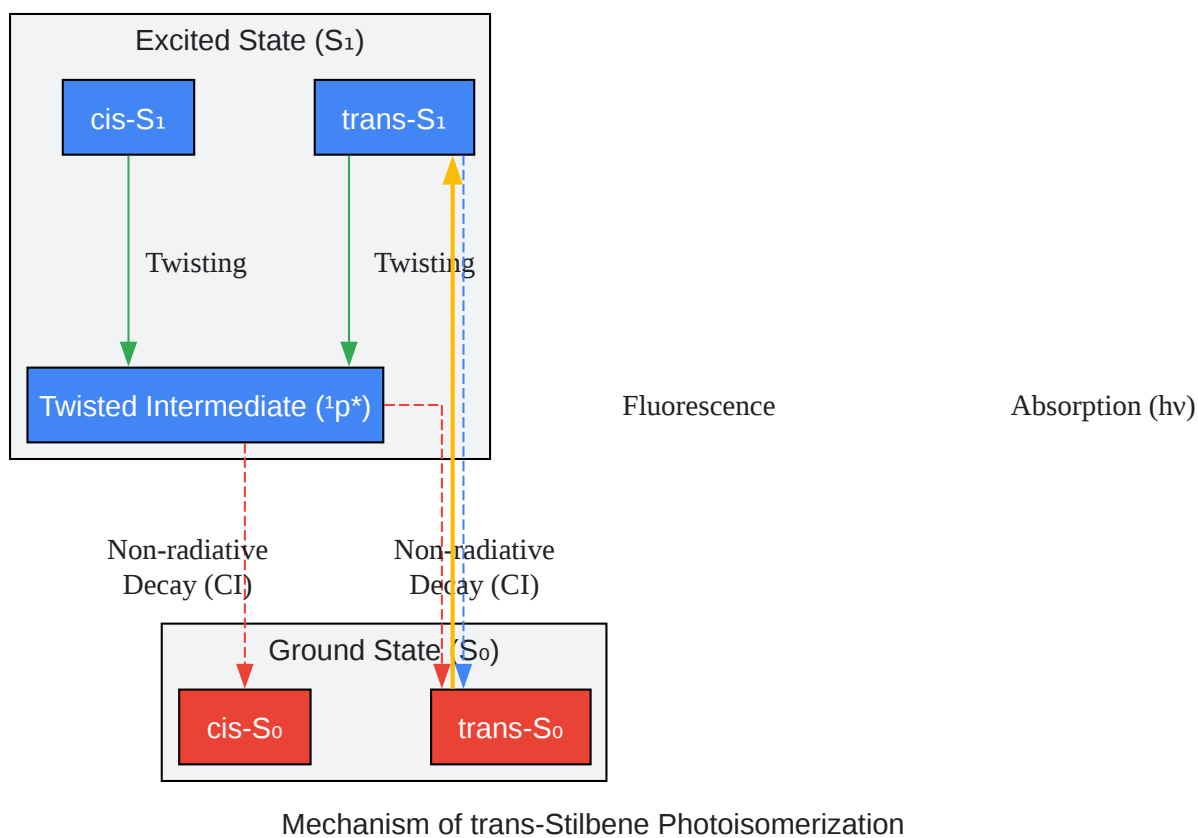 Excited State (S₁)
cis-S₁
trans-S₁
Twisting
Twisting
Twisted Intermediate (¹p*)
Fluorescence
Absorption (hν)
Non-radiative
Decay (CI)
Non-radiative
Decay (CI)
Ground State (S₀)
cis-S₀
trans-S₀
Mechanism of trans-Stilbene Photoisomerization